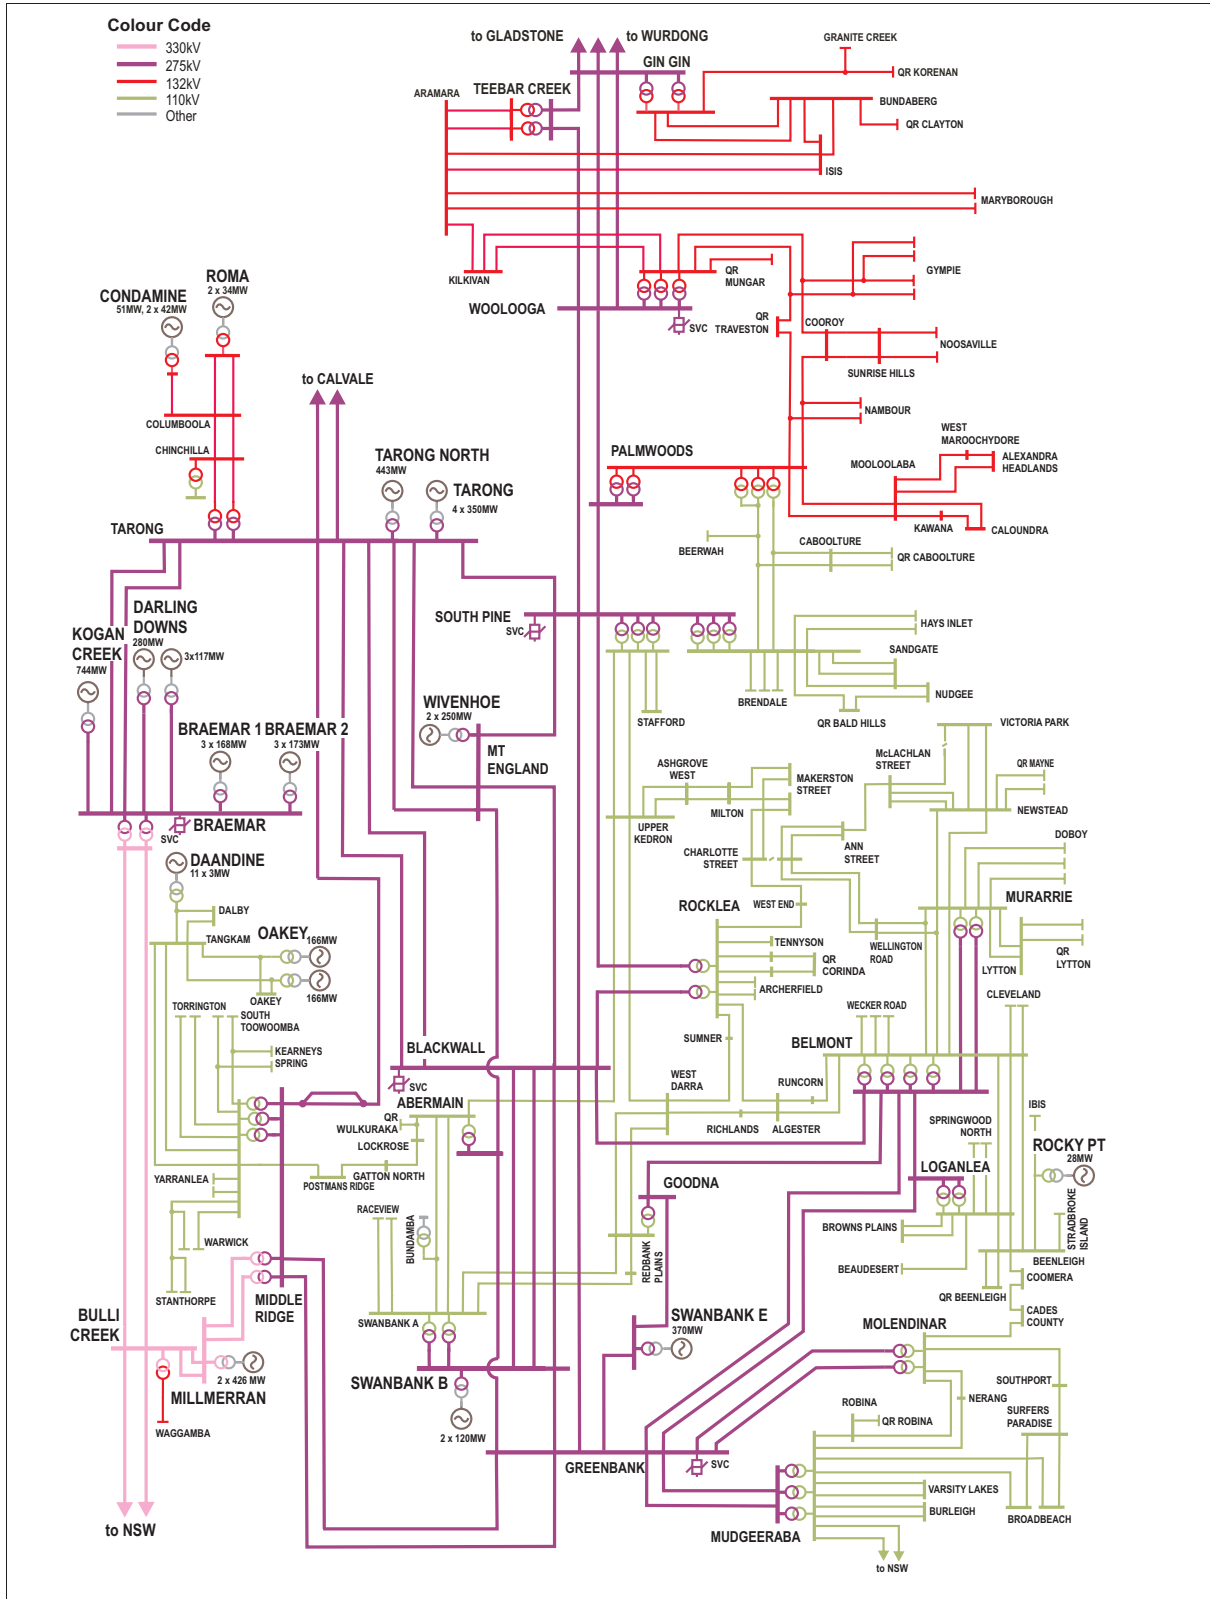 Colour Code
330kV
275kV
132kV
110kV
Other
to GLADSTONE
to WURDONG
GIN GIN
TEEBAR CREEK
ARAMARA
GRANITE CREEK
QR KORENAN
BUNDABERG
QR CLAYTON
ISIS
MARYBOROUGH
KILKIVAN
QR
MUNGAR
GYMPIE
WOOLOOGA
SVC
QR
TRAVESTON
COOROY
NOOSAVILLE
SUNRISE HILLS
NAMBOUR
ROMA
2 x 34MW
CONDAMINE
51MW, 2 x 42MW
COLUMBOOLA
CHINCHILLA
to CALVALE
TARONG NORTH
443MW
TARONG
4 x 350MW
TARONG
PALMWOODS
WEST
MAROOCHYDORE
MOOLOOLABA
ALEXANDRA
HEADLANDS
KAWANA
CALOUNDRA
BEERWAH
CABOOLTURE
QR CABOOLTURE
SOUTH PINE
SVC
HAYS INLET
SANDGATE
NUDGEE
BRENDALE
QR BALD HILLS
STAFFORD
KOGAN
CREEK
744MW
DARLING
DOWNS
280MW
3x117MW
BRAEMAR 1
3 x 168MW
BRAEMAR 2
3 x 173MW
BRAEMAR
SVC
WIVENHOE
2 x 250MW
MT
ENGLAND
VICTORIA PARK
McLACHLAN
STREET
QR MAYNE
NEWSTEAD
ASHGROVE
WEST
MAKERSTON
STREET
MILTON
UPPER
KEDRON
CHARLOTTE
STREET
ANN
STREET
DOBOY
MURARRIE
DAANDINE
11 x 3MW
DALBY
TANGKAM
OAKEY
166MW
166MW
OAKEY
WEST END
ROCKLEA
TENNYSON
QR
CORINDA
ARCHERFIELD
WELLINGTON
ROAD
LYTTON
QR
LYTTON
CLEVELAND
WECKER ROAD
TORRINGTON
SOUTH
TOOWOOMBA
KEARNEYS
SPRING
BLACKWALL
SVC
SUMNER
BELMONT
WEST
DARRA
RUNCORN
RICHLANDS
ALGESTER
ABERMAIN
QR
WULKURAKA
LOCKROSE
GATTON NORTH
POSTMANS RIDGE
YARRANLEA
WARWICK
STANTHORPE
MIDDLE
RIDGE
GOODNA
SPRINGWOOD
NORTH
IBIS
ROCKY PT
28MW
LOGANLEA
BROWNS PLAINS
BEAUDESERT
STRADBROKE
ISLAND
BEENLEIGH
QR BEENLEIGH
COOMERA
CADES
COUNTY
RACEVIEW
BUNDAMBA
REDBANK
PLAINS
SWANBANK A
BULLI
CREEK
MILLMERRAN
2 x 426 MW
WAGGAMBA
SWANBANK B
2 x 120MW
SWANBANK E
370MW
MOLENDINAR
SOUTHPORT
NERANG
SURFERS
PARADISE
ROBINA
QR ROBINA
GREENBANK
SVC
VARSITY LAKES
BURLEIGH
BROADBEACH
MUDGEERABA
to NSW
to NSW